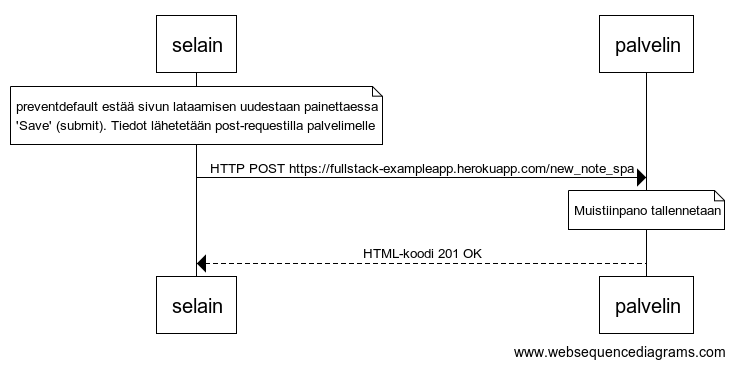 selain
palvelin
preventdefault estää sivun lataamisen uudestaan painettaessa
'Save' (submit). Tiedot lähetetään post-requestilla palvelimelle
HTTP POST https://fullstack-exampleapp.herokuapp.com/new_note_spa
Muistiinpano tallennetaan
HTML-koodi 201 OK
selain
palvelin
www.websequencediagrams.com